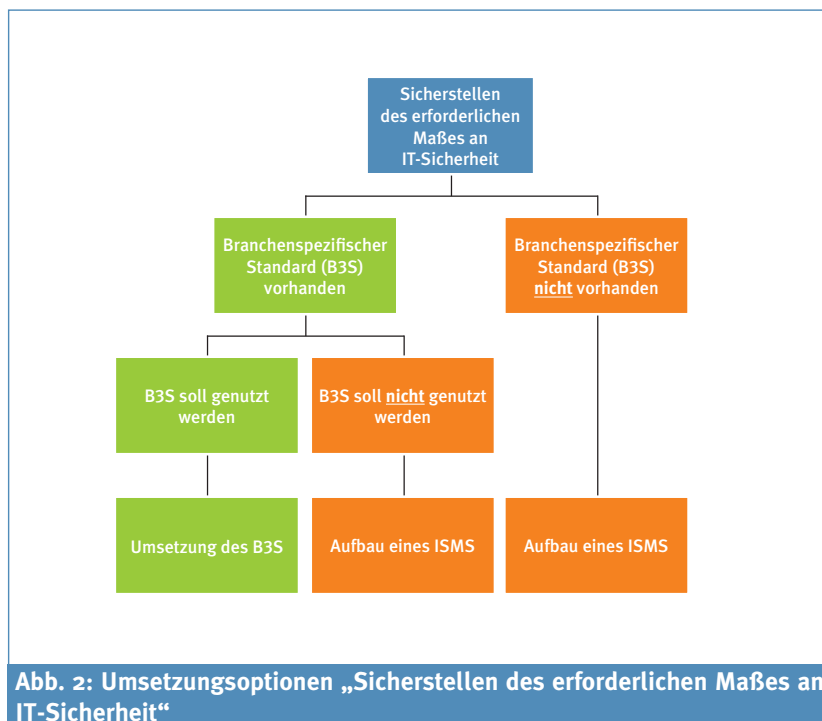 Sicherstellen
des erforderlichen
Maßes an
IT-Sicherheit
Branchenspezifischer
Standard (B3S)
vorhanden
Branchenspezifischer
Standard (B3S)
nicht vorhanden
B3S soll genutzt
werden
B3S soll nicht genutzt
werden
Umsetzung des B3S
Aufbau eines ISMS
Aufbau eines ISMS
Abb. 2: Umsetzungsoptionen „Sicherstellen des erforderlichen Maßes an
IT-Sicherheit“